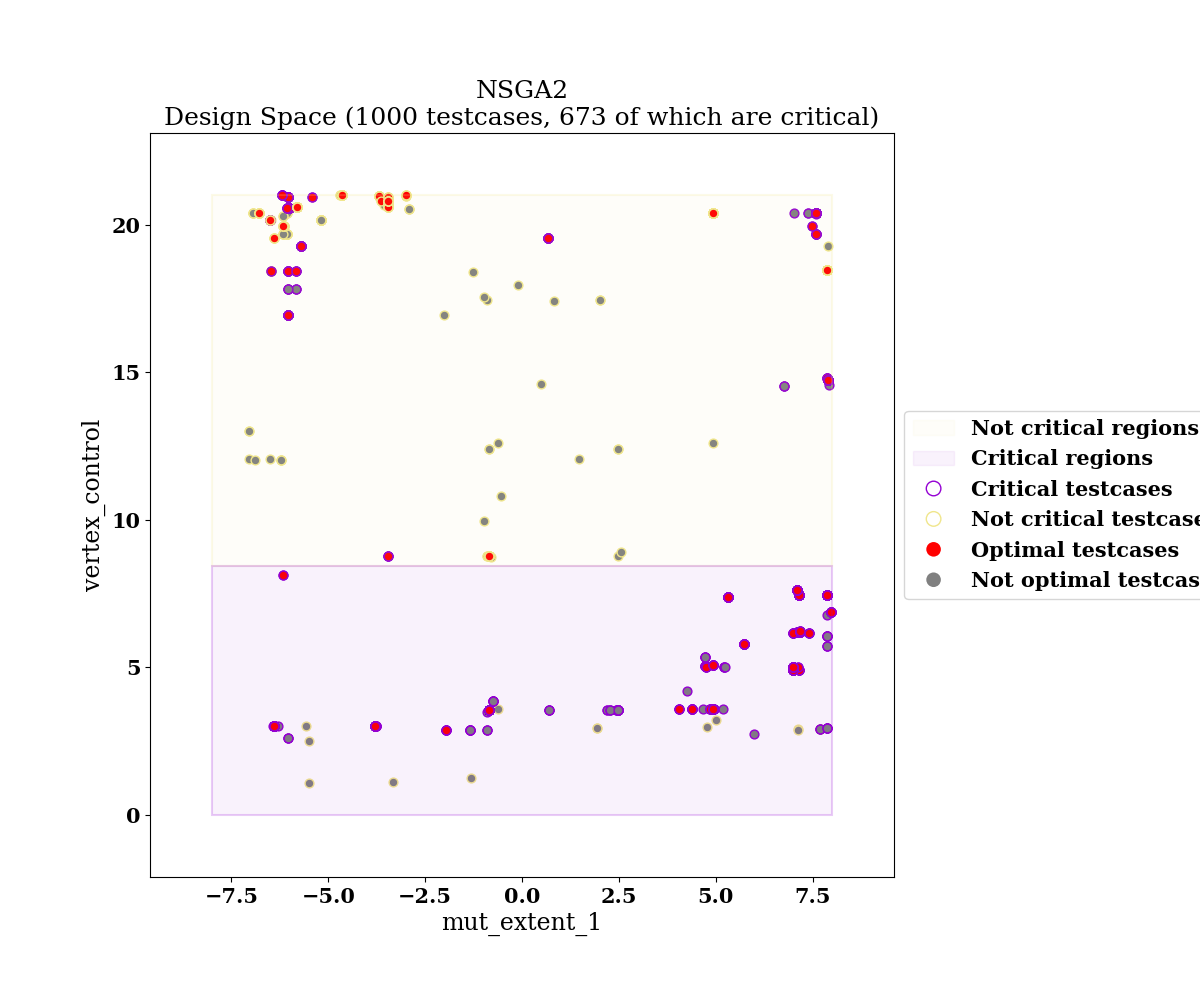 NSGA2
Design Space (1000 testcases, 673 of which are critical)
20
15
10
5
0
vertex_control
−7.5 −5.0 −2.5 0.0 2.5 5.0 7.5
mut_extent_1
Not critical regions
Critical regions
Critical testcases
Not critical testcase
Optimal testcases
Not optimal testcas